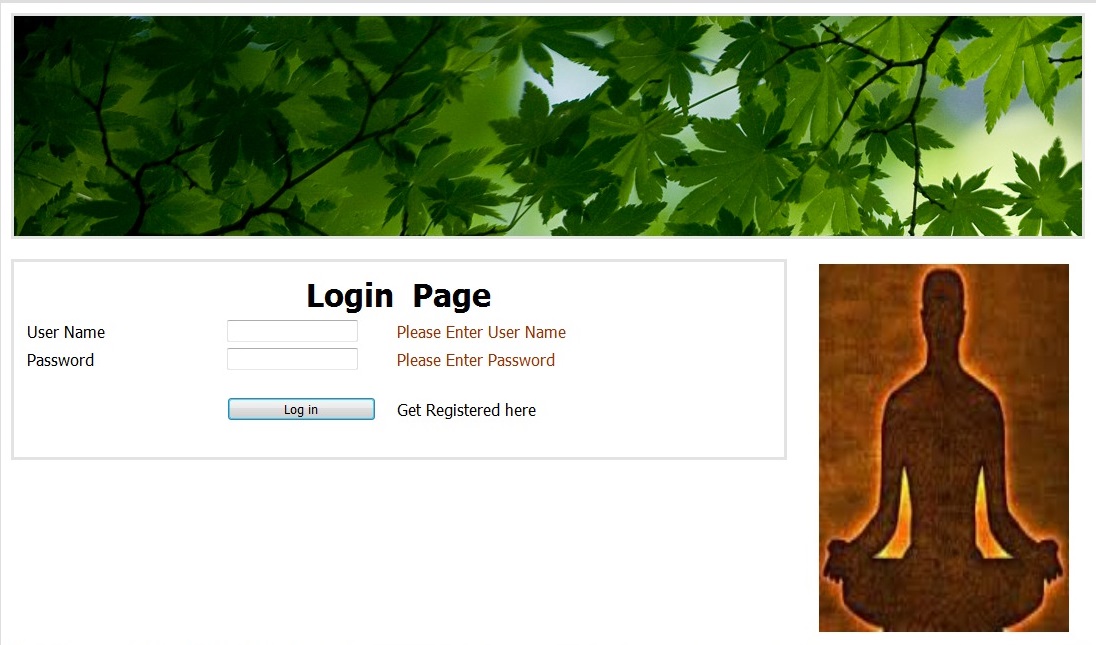 Login Page
User Name Please Enter User Name
Password Please Enter Password
Log in Get Registered here